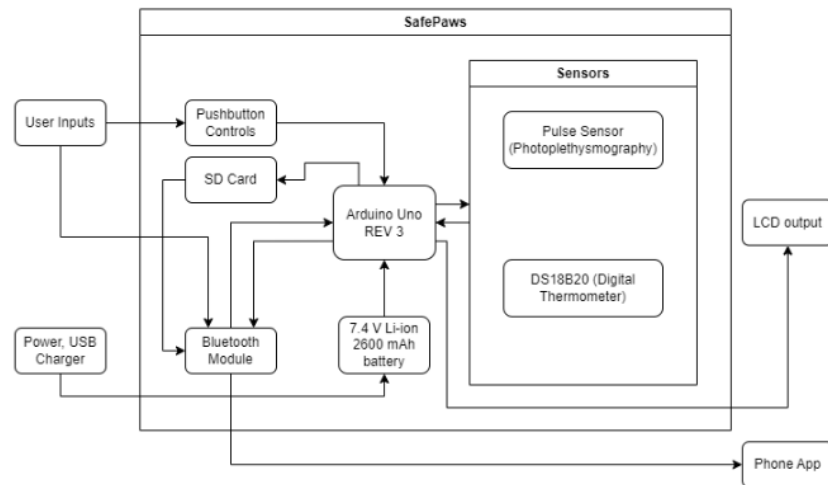 SafePaws
Sensors
User Inputs
Pushbutton
Controls
Pulse Sensor
(Photoplethysmography)
SD Card
Arduino Uno
REV 3
LCD output
DS18B20 (Digital
Thermometer)
Power, USB
Charger
Bluetooth
Module
7.4 V Li-ion
2600 mAh
battery
Phone App